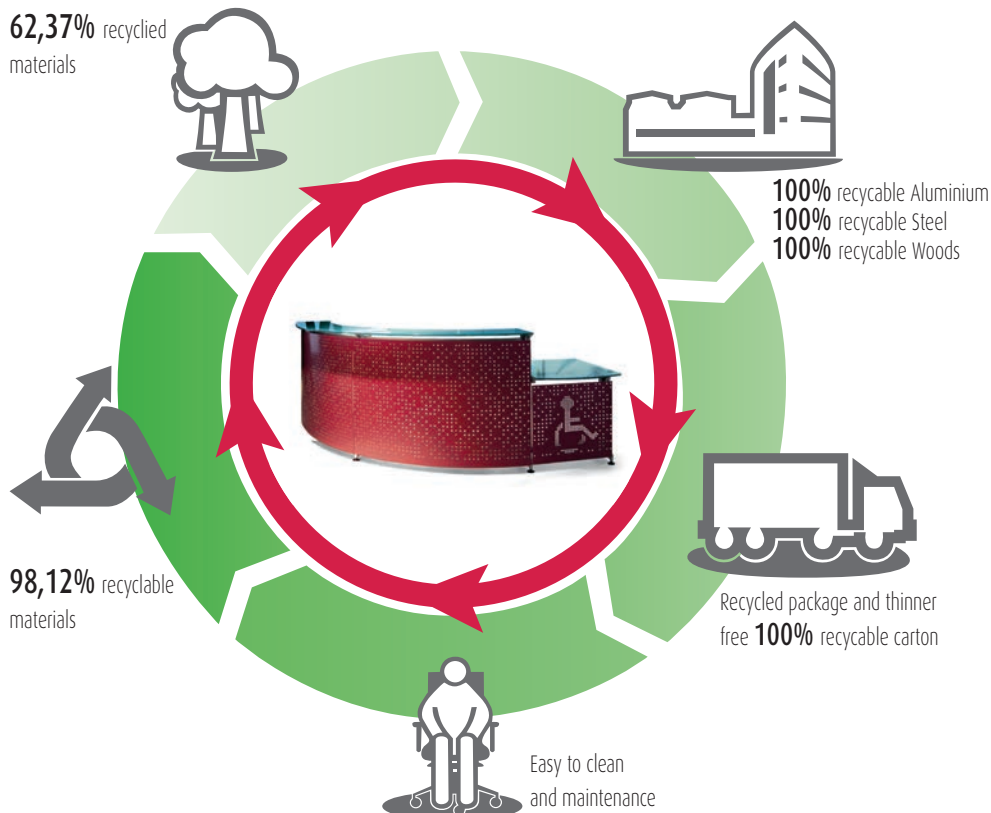 62,37% recyclied
materials
100% recycable Aluminium
100% recycable Steel
100% recycable Woods
Recycled package and thinner
free 100% recycable carton
Easy to clean
and maintenance
98,12% recyclable
materials